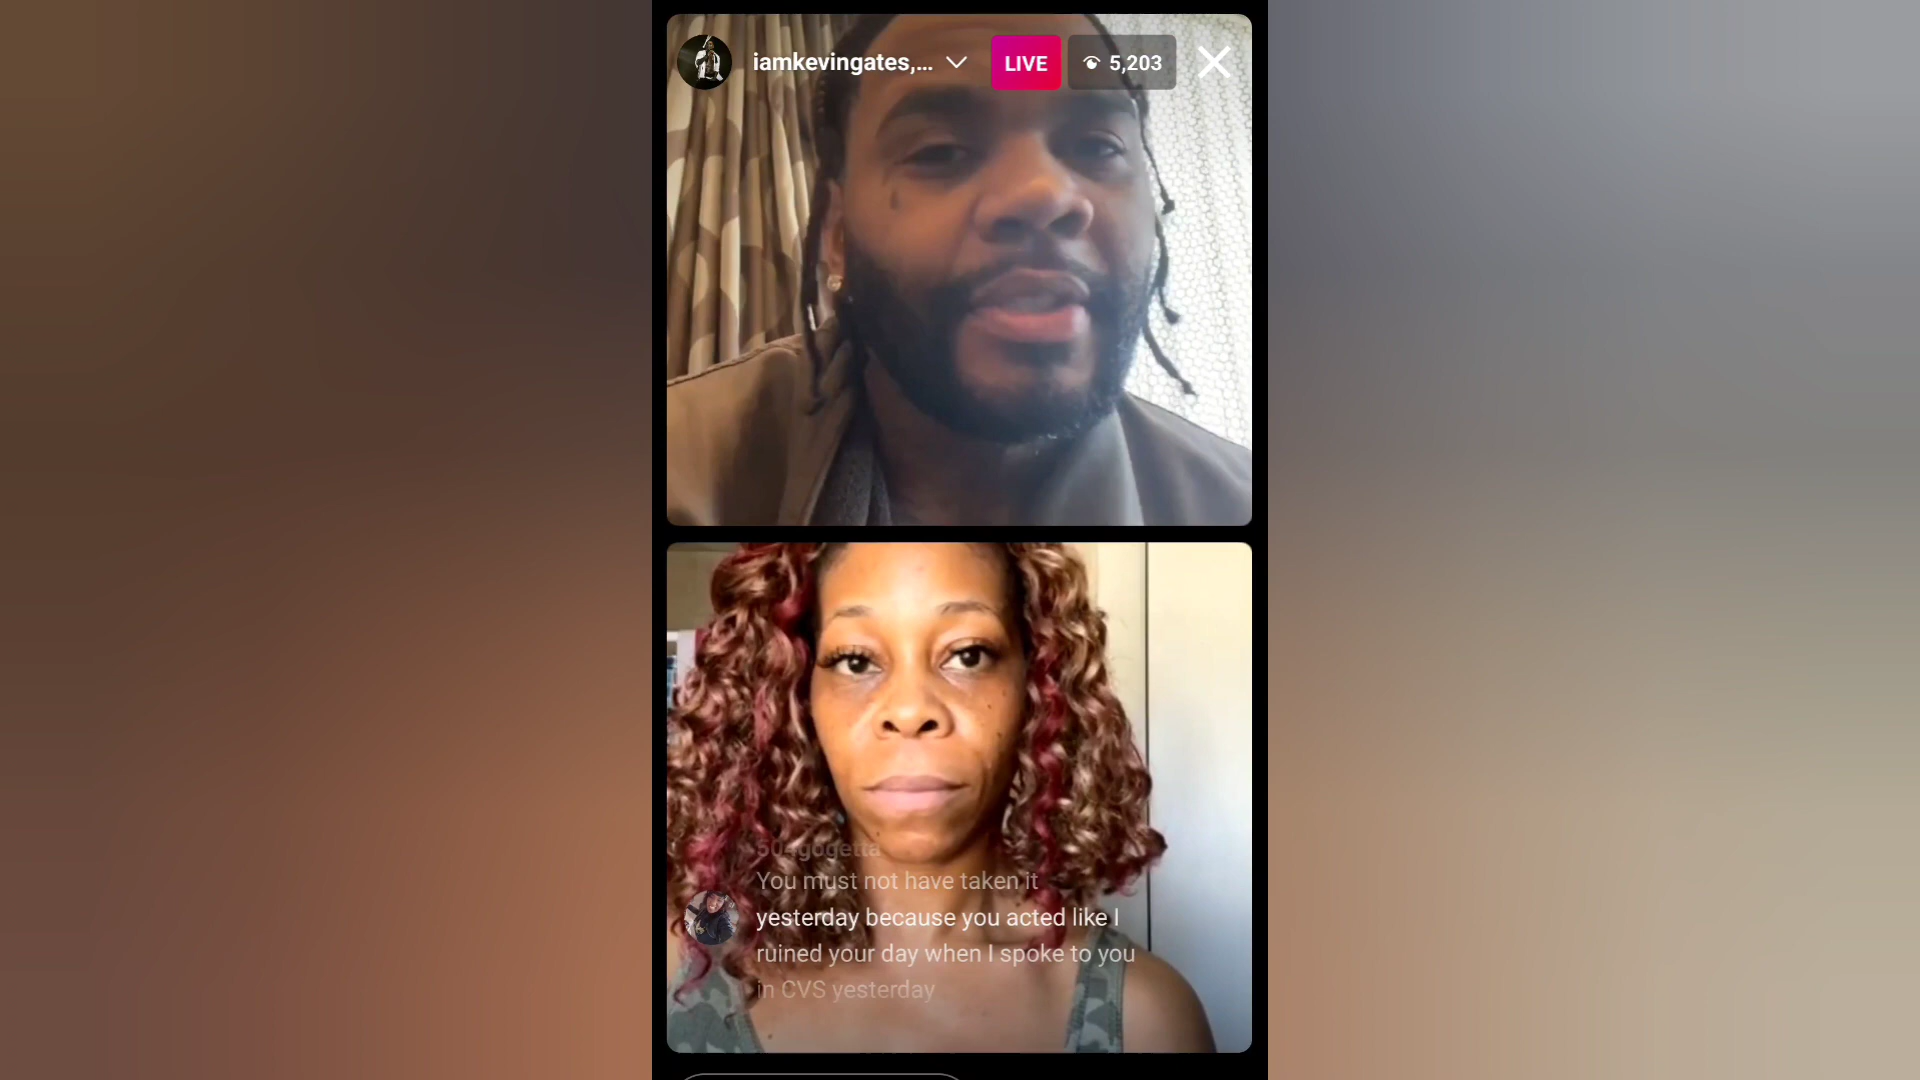 iamkevingates,...
LIVE
5,203
504gogetta
You must not have taken it
yesterday because you acted like I
ruined your day when I spoke to you
in CVS yesterday